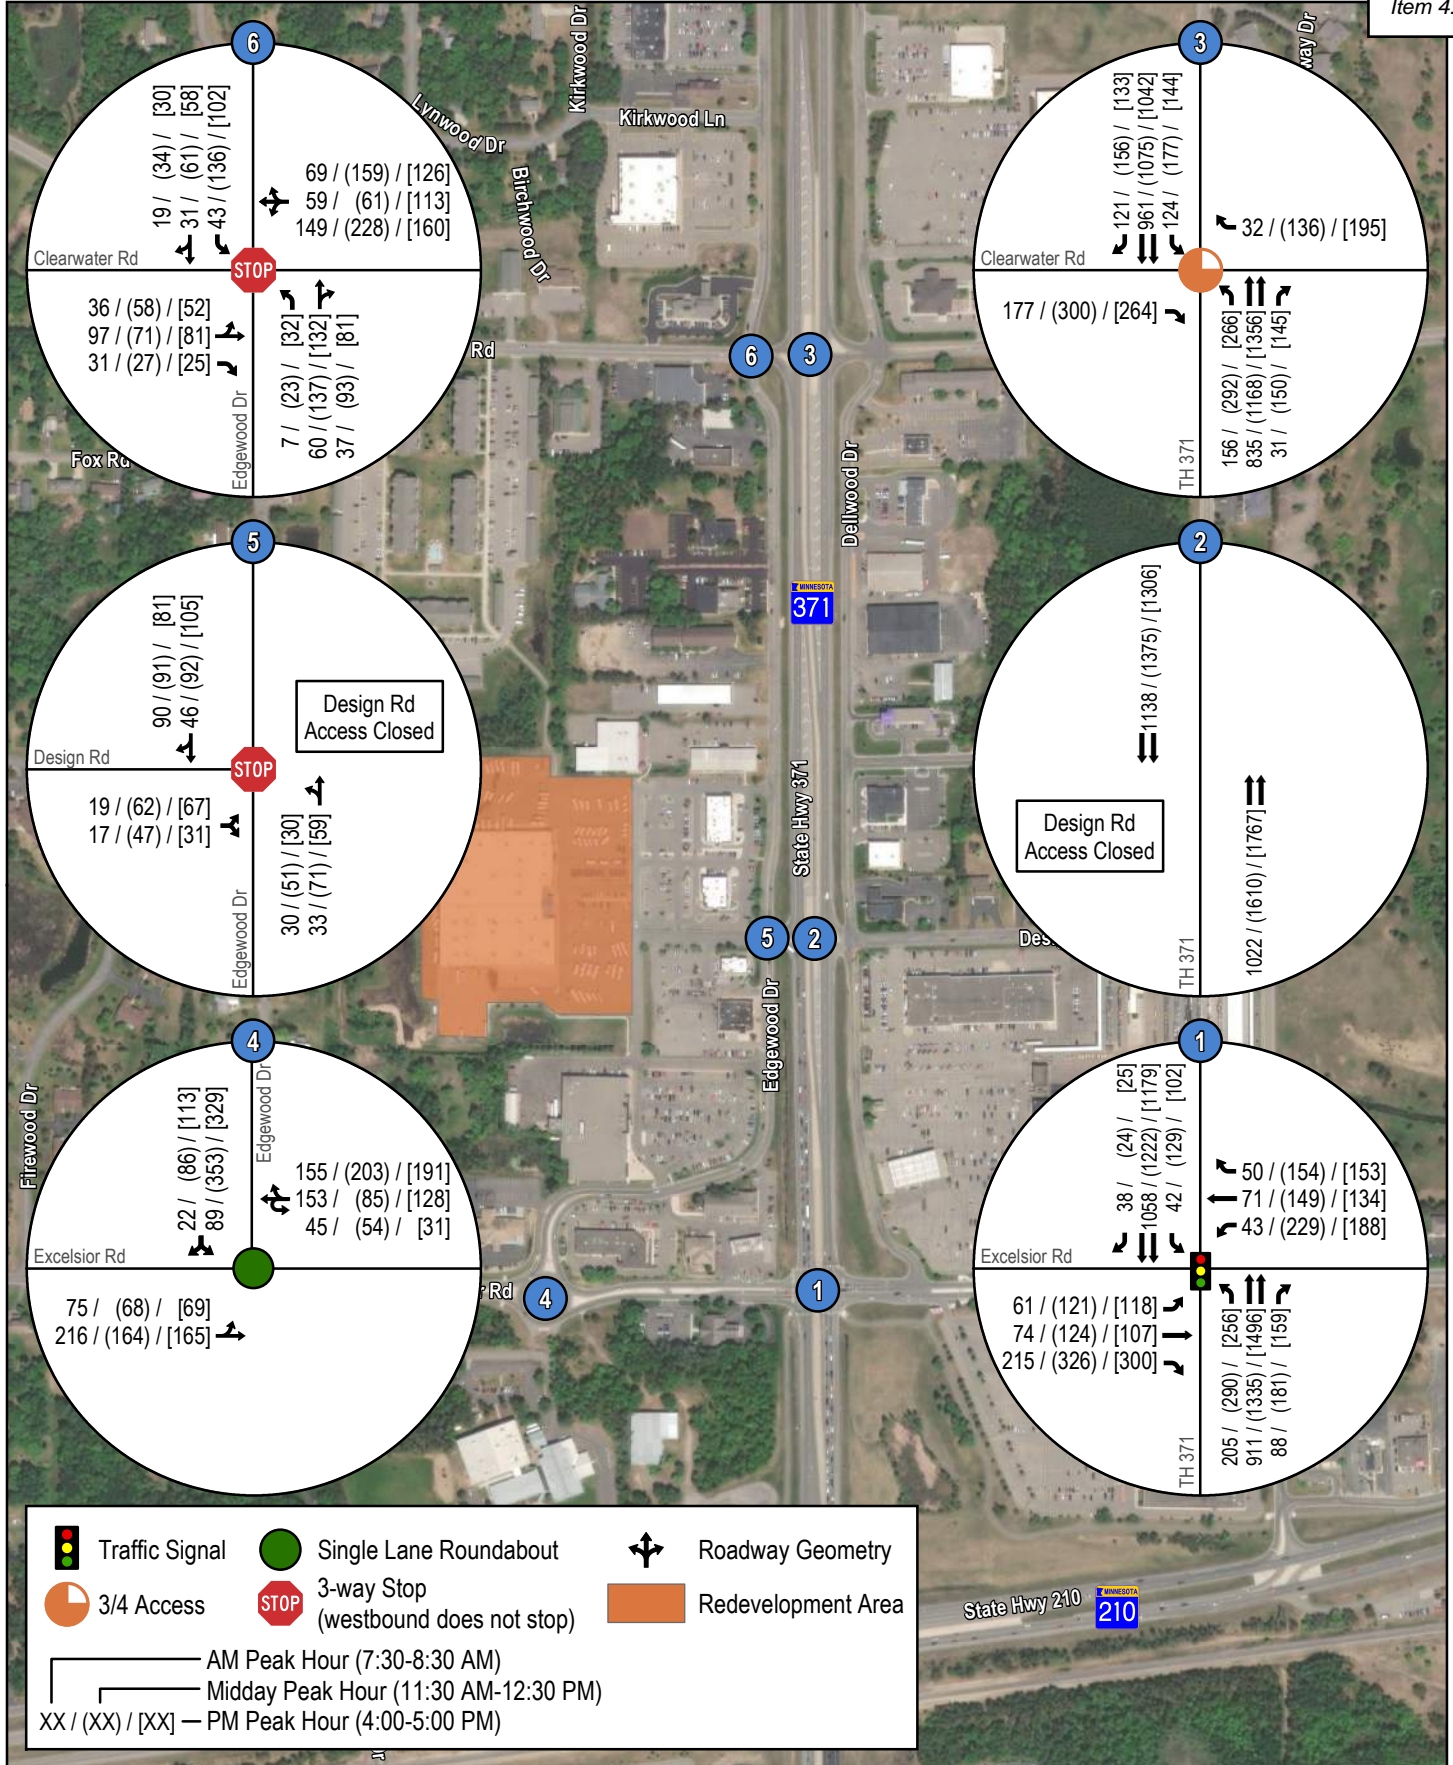 Item 4.
6
19 / (34) / [30]
31 / (61) / [58]
43 / (136) / [102]
69 / (159) / [126]
59 / (61) / [113]
149 / (228) / [160]
Clearwater Rd
STOP
36 / (58) / [52]
97 / (71) / [81]
31 / (27) / [25]
7 / (23) / [32]
60 / (137) / [132]
37 / (93) / [81]
Edgewood Dr
Kirkwood Dr
Lynwood Dr
Kirkwood Ln
Birchwood Dr
Rd
Fox Rd
6
3
3
way Dr
121 / (156) / [133]
961 / (1075) / [1042]
124 / (177) / [144]
32 / (136) / [195]
Clearwater Rd
177 / (300) / [264]
156 / (292) / [266]
835 / (1168) / [1356]
31 / (150) / [145]
TH 371
Dellwood Dr
MINNESOTA
371
5
90 / (91) / [81]
46 / (92) / [105]
Design Rd
Access Closed
Design Rd
STOP
19 / (62) / [67]
17 / (47) / [31]
30 / (51) / [30]
33 / (71) / [59]
Edgewood Dr
State Hwy 371
5
2
Edgewood Dr
2
1138 / (1375) / [1306]
Design Rd
Access Closed
1022 / (1610) / [1767]
TH 371
Des
4
Edgewood Dr
22 / (86) / [113]
89 / (353) / [329]
155 / (203) / [191]
153 / (85) / [128]
45 / (54) / [31]
Excelsior Rd
75 / (68) / [69]
216 / (164) / [165]
Firewood Dr
r Rd
4
1
1
38 / (24) / [25]
1058 / (1222) / [1179]
42 / (129) / [102]
50 / (154) / [153]
71 / (149) / [134]
43 / (229) / [188]
Excelsior Rd
61 / (121) / [118]
74 / (124) / [107]
215 / (326) / [300]
205 / (290) / [256]
911 / (1335) / [1496]
88 / (181) / [159]
TH 371
Traffic Signal
Single Lane Roundabout
Roadway Geometry
3/4 Access
STOP
3-way Stop
(westbound does not stop)
Redevelopment Area
AM Peak Hour (7:30-8:30 AM)
Midday Peak Hour (11:30 AM-12:30 PM)
XX / (XX) / [XX]
PM Peak Hour (4:00-5:00 PM)
State Hwy 210
MINNESOTA
210